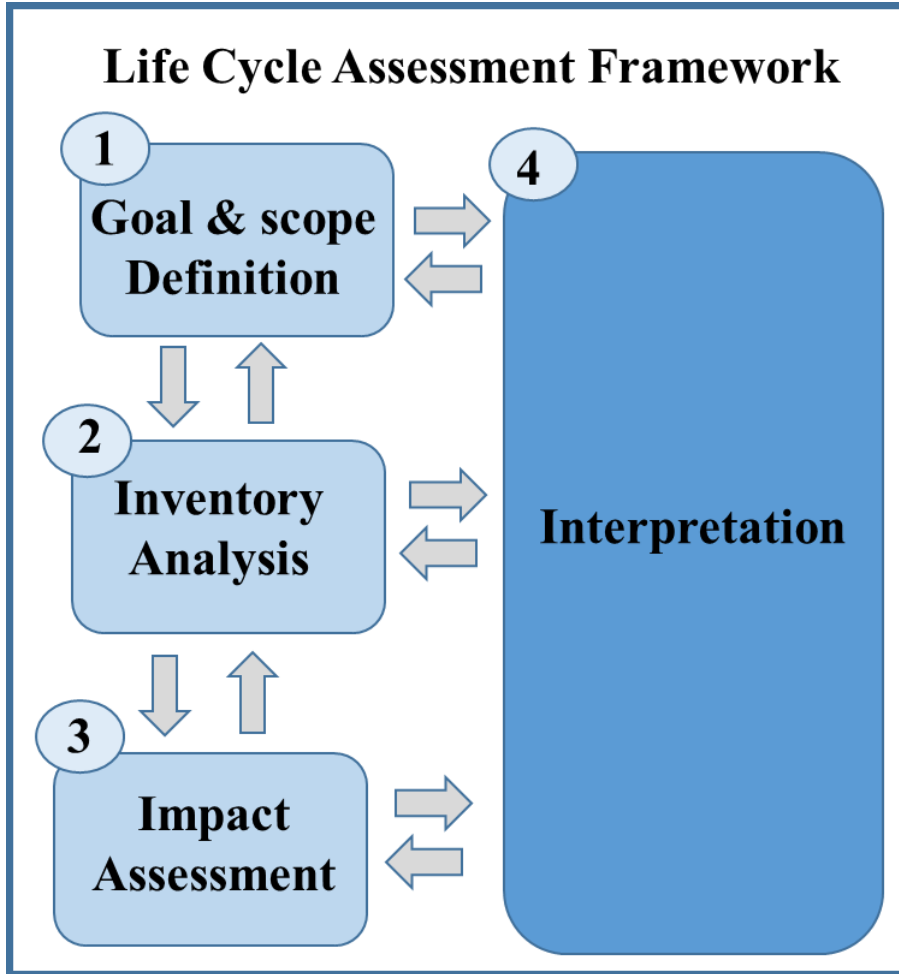 Life Cycle Assessment Framework
1
Goal & scope
Definition
2
Inventory
Analysis
3
Impact
Assessment
4
Interpretation